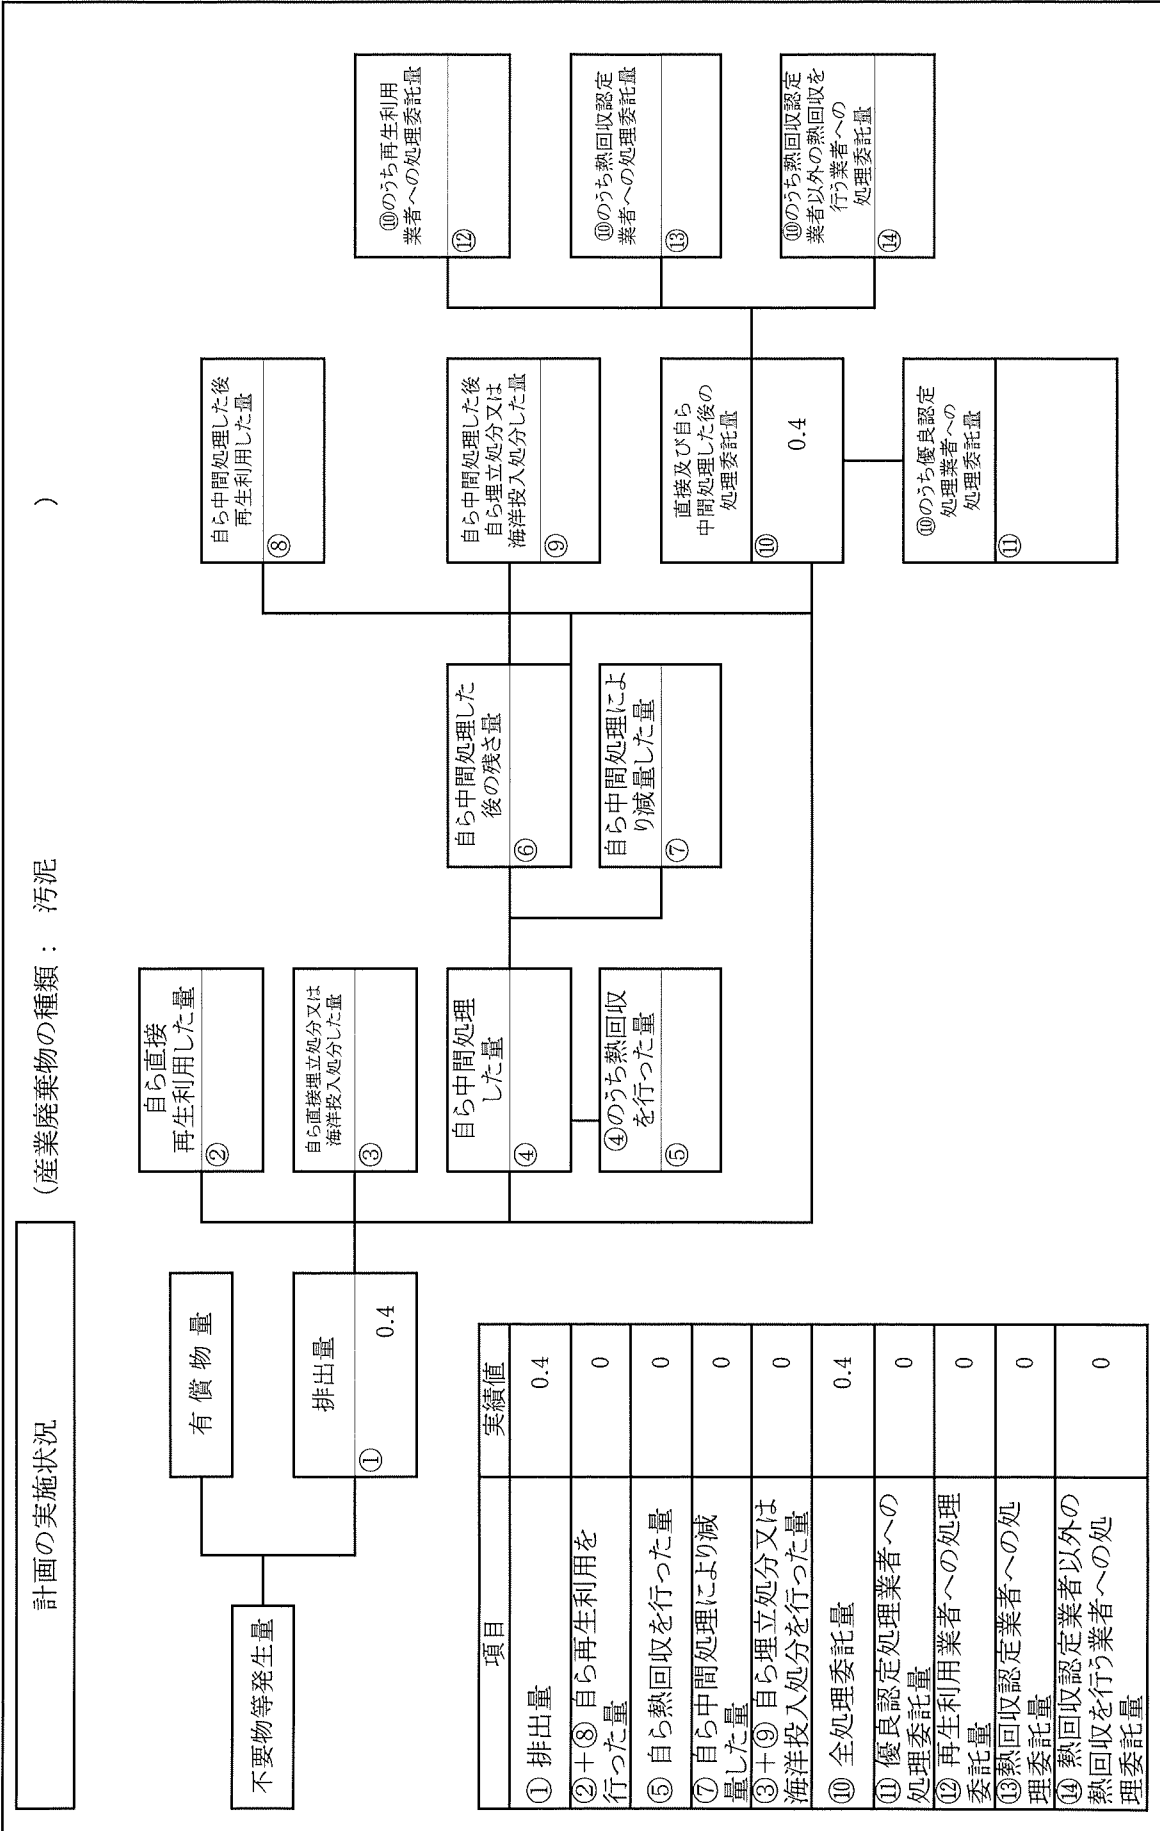 計画の実施状況
（産業廃棄物の種類： 汚泥 ）
不要物等発生量
有 償 物 量
排出量
① 0.4
自ら直接
再生利用した量
②
自ら直接埋立処分又は
海洋投入処分した量
③
自ら中間処理
した量
④
④のうち熱回収
を行った量
⑤
自ら中間処理した
後の残さ量
⑥
自ら中間処理によ
り減量した量
⑦
自ら中間処理した後
再生利用した量
⑧
自ら中間処理した後
自ら埋立処分又は
海洋投入処分した量
⑨
直接及び自ら
中間処理した後の
処理委託量
⑩ 0.4
⑩のうち優良認定
処理業者への
処理委託量
⑪
⑩のうち再生利用
業者への処理委託量
⑫
⑩のうち熱回収認定
業者への処理委託量
⑬
⑩のうち熱回収認定
業者以外の熱回収を
行う業者への
処理委託量
⑭
項目 実績値
① 排出量 0.4
②＋⑧ 自ら再生利用を
行った量 0
⑤ 自ら熱回収を行った量 0
⑦ 自ら中間処理により減
量した量 0
③＋⑨ 自ら埋立処分又は
海洋投入処分を行った量 0
⑩ 全処理委託量 0.4
⑪ 優良認定処理業者への
処理委託量 0
⑫ 再生利用業者への処理
委託量 0
⑬熱回収認定業者への処
理委託量 0
⑭ 熱回収認定業者以外の
熱回収を行う業者への処
理委託量 0